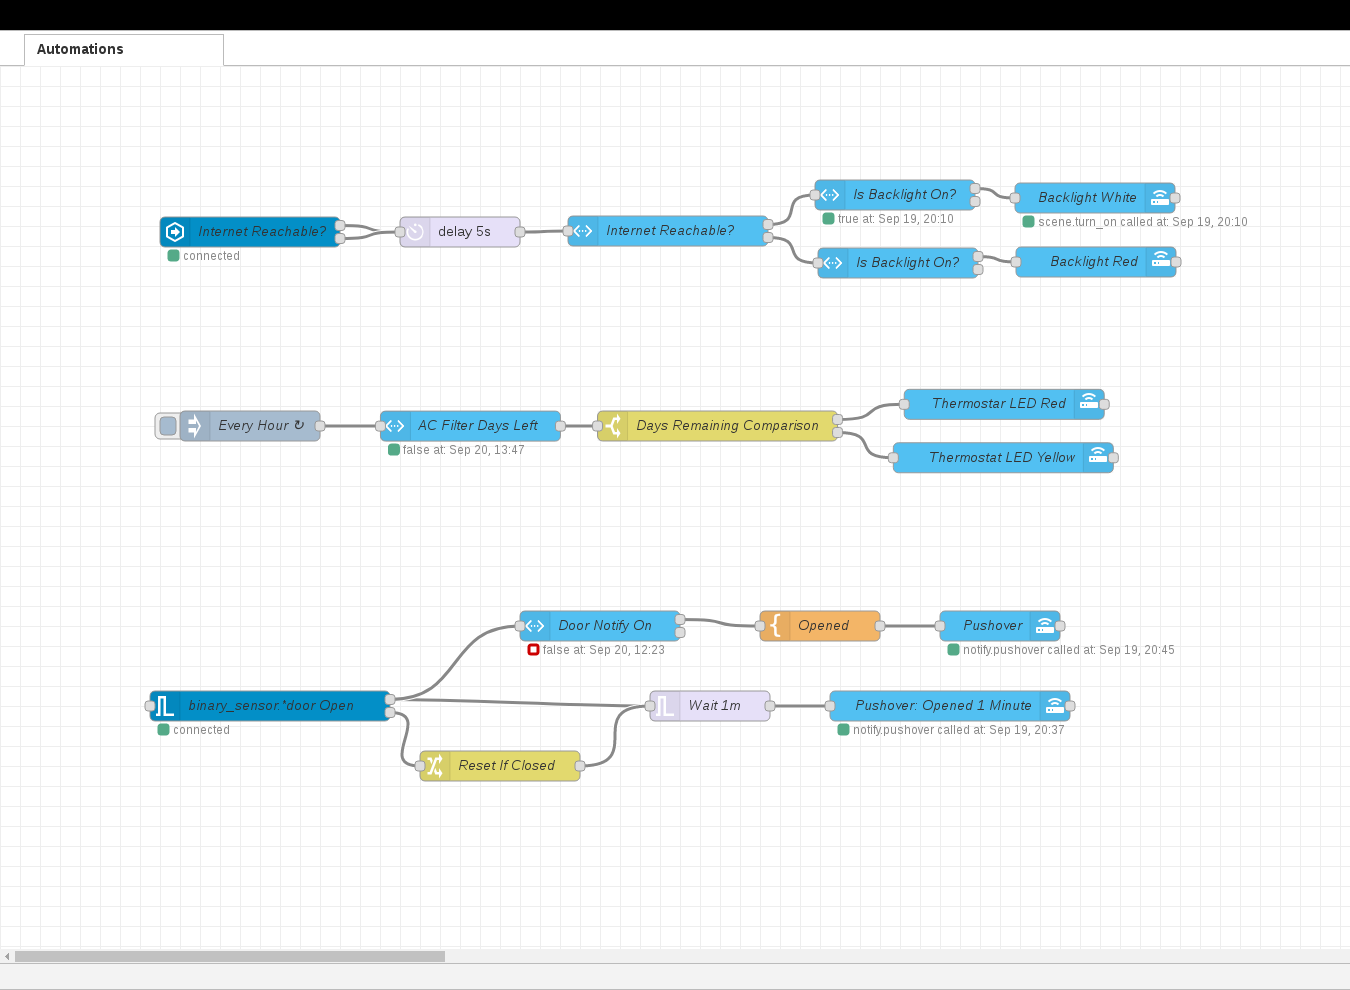 Automations
Internet Reachable?
connected
delay 5s
Internet Reachable?
Is Backlight On?
true at: Sep 19, 20:10
Backlight White
scene.turn_on called at: Sep 19, 20:10
Is Backlight On?
Backlight Red
Every Hour ↻
AC Filter Days Left
false at: Sep 20, 13:47
Days Remaining Comparison
Thermostar LED Red
Thermostat LED Yellow
Door Notify On
false at: Sep 20, 12:23
Opened
Pushover
notify.pushover called at: Sep 19, 20:45
binary_sensor.*door Open
connected
Wait 1m
Pushover: Opened 1 Minute
notify.pushover called at: Sep 19, 20:37
Reset If Closed